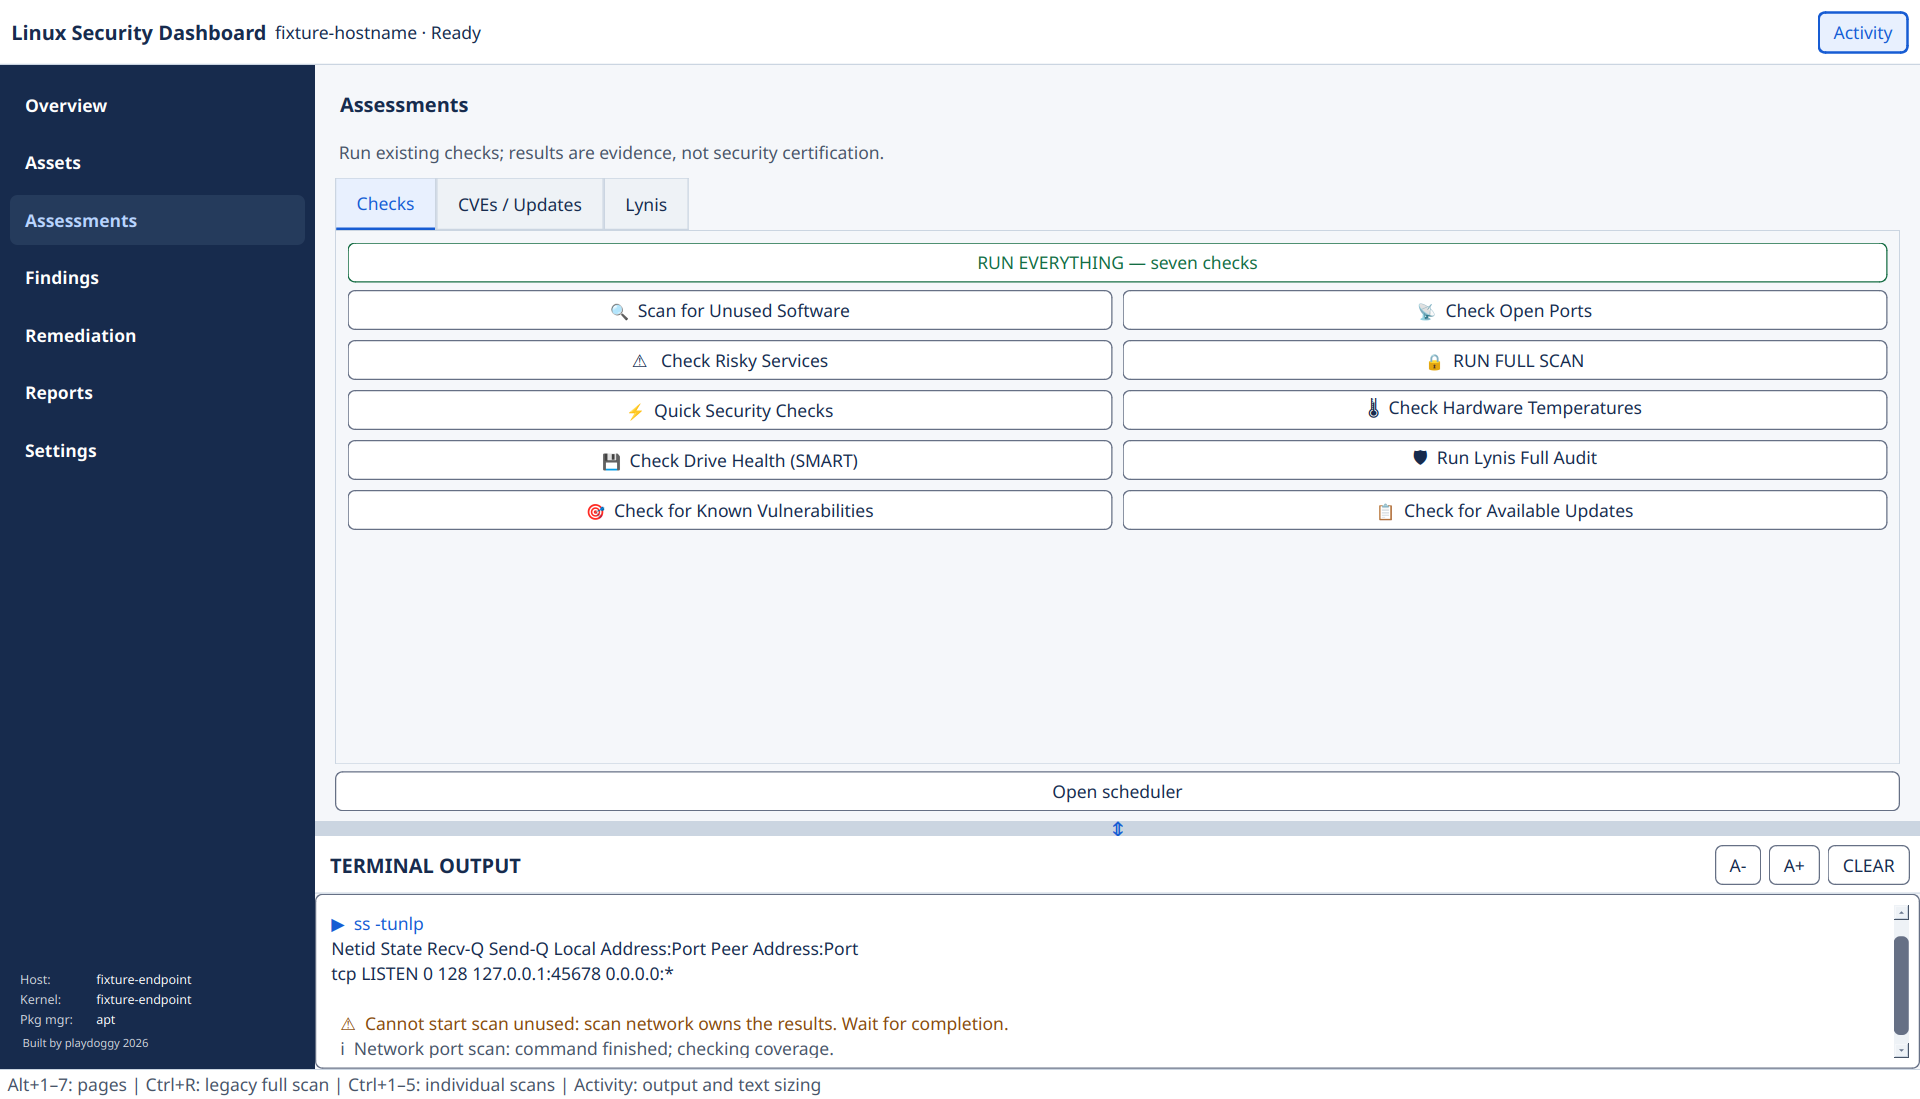 Linux Security Dashboard fixture-hostname · Ready
Activity
Overview
Assets
Assessments
Findings
Remediation
Reports
Settings
Host: fixture-endpoint
Kernel: fixture-endpoint
Pkg mgr: apt
Built by playdoggy 2026
Assessments
Run existing checks; results are evidence, not security certification.
Checks CVEs / Updates Lynis
RUN EVERYTHING — seven checks
🔍 Scan for Unused Software
📡 Check Open Ports
⚠ Check Risky Services
🔒 RUN FULL SCAN
⚡ Quick Security Checks
🌡 Check Hardware Temperatures
💾 Check Drive Health (SMART)
🛡 Run Lynis Full Audit
🎯 Check for Known Vulnerabilities
📋 Check for Available Updates
Open scheduler
⇕
TERMINAL OUTPUT
A- A+ CLEAR
▶ ss -tunlp
Netid State Recv-Q Send-Q Local Address:Port Peer Address:Port
tcp LISTEN 0 128 127.0.0.1:45678 0.0.0.0:*
⚠ Cannot start scan unused: scan network owns the results. Wait for completion.
i Network port scan: command finished; checking coverage.
Alt+1–7: pages | Ctrl+R: legacy full scan | Ctrl+1–5: individual scans | Activity: output and text sizing